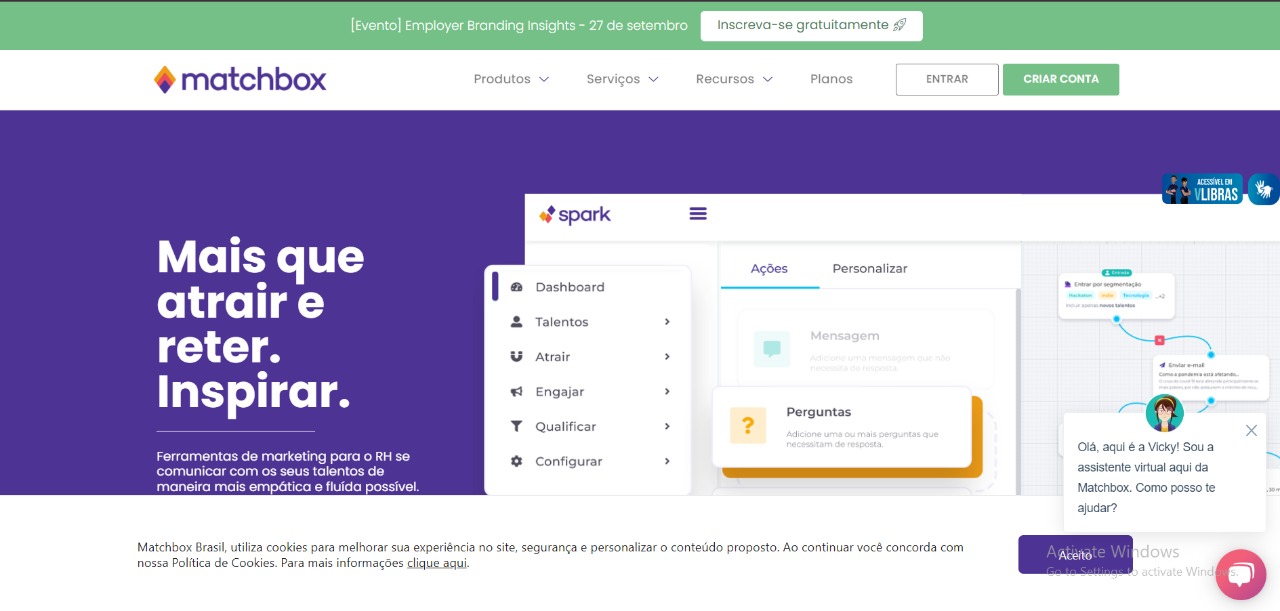 [Evento] Employer Branding Insights - 27 de setembro
Inscreva-se gratuitamente
matchbox
Produtos
Serviços
Recursos
Planos
ENTRAR
CRIAR CONTA
ACESSÍVEL EM
VLIBRAS
spark
Mais que
atrair e
reter.
Inspirar.
Ferramentas de marketing para o RH se
comunicar com os seus talentos de
maneira mais empática e fluída possível.
Dashboard
Talentos
Atrair
Engajar
Qualificar
Configurar
Ações
Personalizar
Mensagem
Adicione uma mensagem que não
necessita de resposta.
Perguntas
Adicione uma ou mais perguntas que
necessitam de resposta.
Entrada
Entrar por segmentação
Hackaton
Tecnologia
...+2
Incluir apenas novos talentos
Enviar e-mail
Como a pandemia está afetando...
Olá, aqui é a Vicky! Sou a
assistente virtual aqui da
Matchbox. Como posso te
ajudar?
Matchbox Brasil, utiliza cookies para melhorar sua experiência no site, segurança e personalizar o conteúdo proposto. Ao continuar você concorda com
nossa Política de Cookies. Para mais informações clique aqui.
Aceito
Activate Windows
Go to Settings to activate Windows.